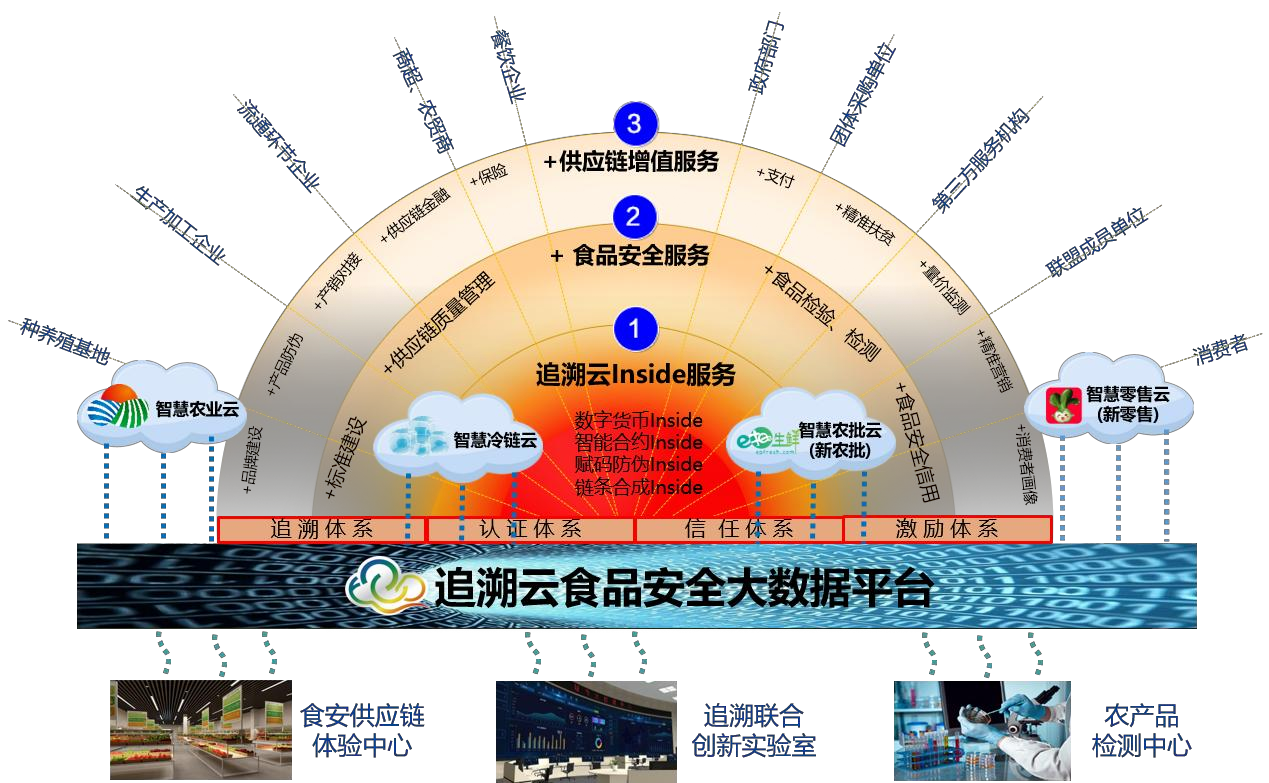 种养殖基地
生产加工企业
流通环节企业
商超、农贸商
餐饮企业
政府部门
团体采购单位
第三方服务机构
联盟成员单位
消费者
3
+供应链增值服务
+品牌建设
+产品防伪
+产销对接
+供应链金融
+保险
+支付
+精准扶贫
+量价监测
+精准营销
+消费者画像
2
+ 食品安全服务
+标准建设
+供应链质量管理
+食品检验、检测
+食品安全信用
1
追溯云Inside服务
数字货币Inside
智能合约Inside
赋码防伪Inside
链条合成Inside
智慧农业云
智慧冷链云
e生鲜
智慧农批云
(新农批)
智慧零售云
(新零售)
追溯体系
认证体系
信 任体系
激励体系
追溯云食品安全大数据平台
食安供应链
体验中心
追溯联合
创新实验室
农产品
检测中心